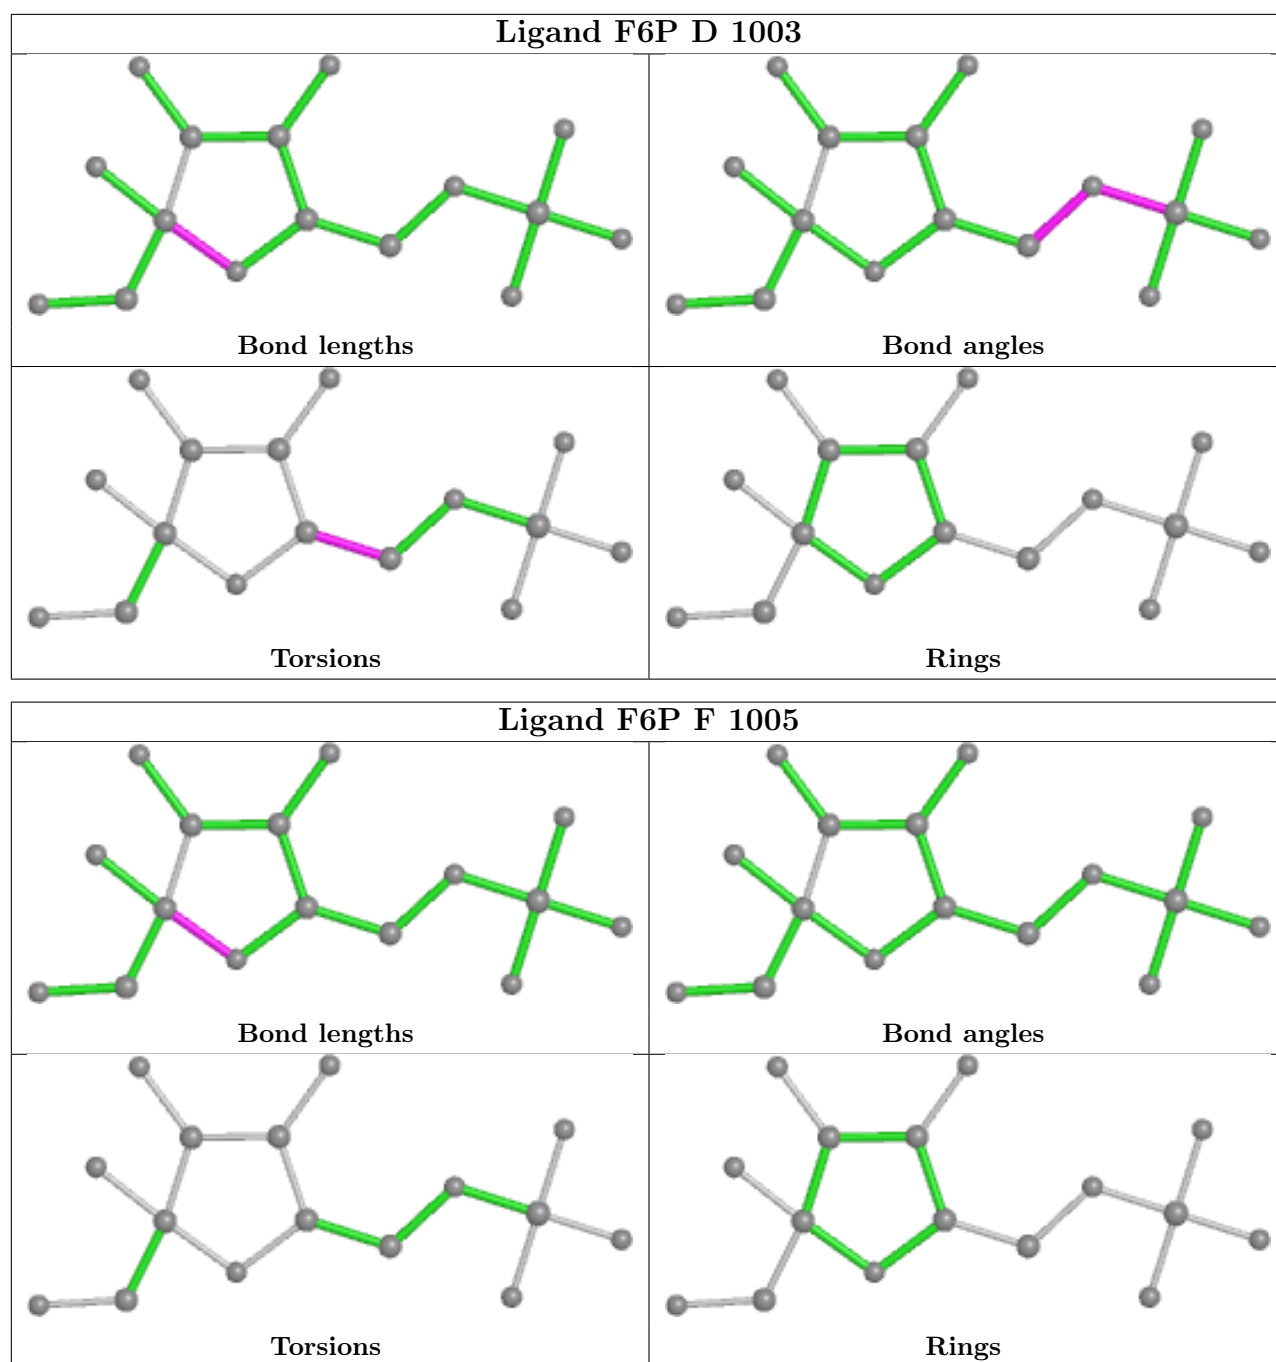 Ligand F6P D 1003
Bond lengths
Bond angles
Torsions
Rings
Ligand F6P F 1005
Bond lengths
Bond angles
Torsions
Rings